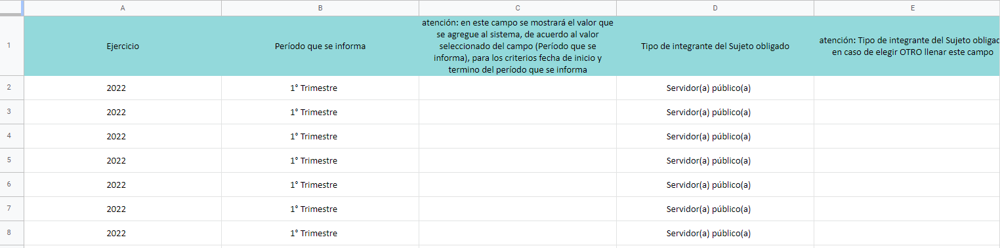 A B C D E
1
Ejercicio
Período que se informa
atención: en este campo se mostrará el valor que
se agregue al sistema, de acuerdo al valor
seleccionado del campo (Período que se
informa), para los criterios fecha de inicio y
termino del período que se informa
Tipo de integrante del Sujeto obligado
atención: Tipo de integrante del Sujeto obligac
en caso de elegir OTRO llenar este campo
2 2022 1° Trimestre Servidor(a) público(a)
3 2022 1° Trimestre Servidor(a) público(a)
4 2022 1° Trimestre Servidor(a) público(a)
5 2022 1° Trimestre Servidor(a) público(a)
6 2022 1° Trimestre Servidor(a) público(a)
7 2022 1° Trimestre Servidor(a) público(a)
8 2022 1° Trimestre Servidor(a) público(a)